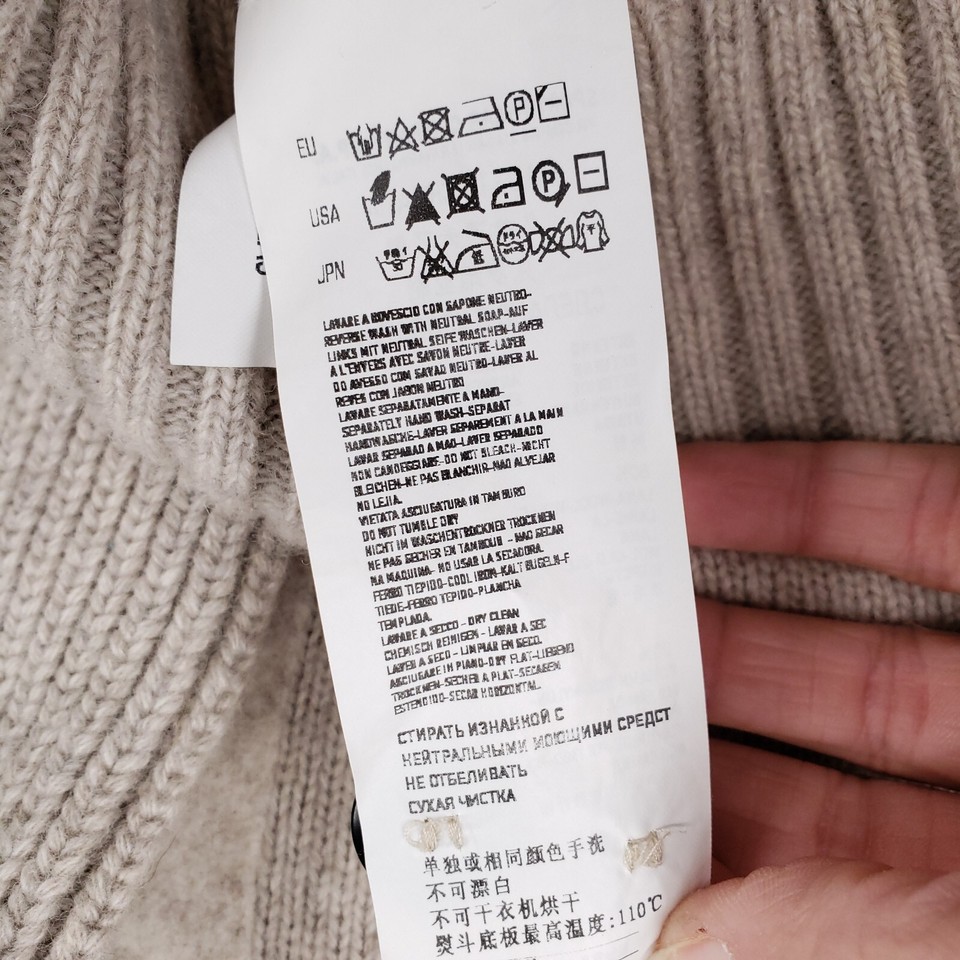 EU
USA
JPN
LAVARE A ROVESCIO CON SAPONE NEUTRO-
REVERSE WASH WITH NEUTRAL SOAP-AUF
LINKS MIT NEUTRAL SEIFE WASCHEN-LAVER
A L'ENVERS AVEC SAVON NEUTRE-LAVER
DO AVESSO COM SAVAO NEUTRO-LAVER AL
REVES CON JABON NEUTRO
LAVARE SEPARATAMENTE A MANO-
SEPARATELY HAND WASH-SEPARAT
HANDWASCHE-LAVER SEPAREMENT A LA MAIN
LAVAR SEPARAD A MAO-LAVER SEPARADO
NON CANDEGGIARE-DO NOT BLEACH-NICHT
BLEICHEN-NE PAS BLANCHIR-NAO ALVEJAR
NO LEJIA.
VIETATA ASCIUGATURA IN TAMBURO
DO NOT TUMBLE DRY
NICHT IN WASCHENTROCKNER TROCKNEN
NE PAS SECHER EN TAMBOUR - NAO SECAR
NA MAQUINA- NO USAR LA SECADORA.
FERRO TIEPIDO-COOL IRON-KALT BUGELN-F
TIEDE-FERRO TEPIDO-PLANCHA
TEMPLADA.
LAVARE A SECCO - DRY CLEAN
CHEMISCH REINIGEN - LAVAR A SEC
LAVER A SECO - LIMPIAR EN SECO.
ASCIUGARE IN PIANO-DRY FLAT-LIEGEND
TROCKNEN-SECHER A PLAT-SECAGEM
ESTENDIDO-SECAR HORIZONTAL.
СТИРАТЬ ИЗНАНКОЙ С
НЕЙТРАЛЬНЫМИ МОЮЩИМИ СРЕДСТ
НЕ ОТБЕЛИВАТЬ
СУХАЯ ЧИСТКА
单独或相同颜色手洗
不可漂白
不可干衣机烘干
熨斗底板最高温度:110℃